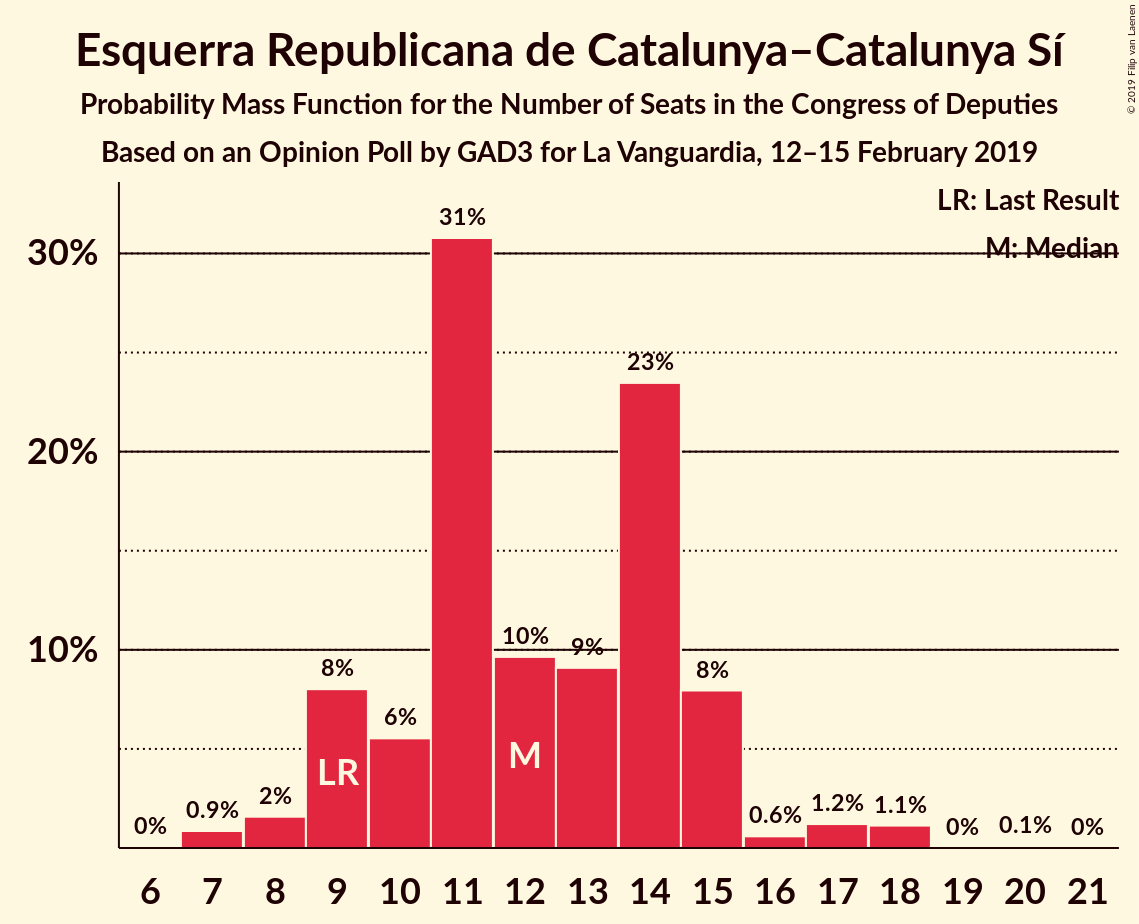 Esquerra Republicana de Catalunya–Catalunya Sí
Probability Mass Function for the Number of Seats in the Congress of Deputies
Based on an Opinion Poll by GAD3 for La Vanguardia, 12–15 February 2019
© 2019 Filip van Laenen
LR: Last Result
M: Median
30%
20%
10%
0%
0.9%
2%
8%
6%
31%
10%
9%
23%
8%
0.6%
1.2%
1.1%
0%
0.1%
0%
LR
M
6 7 8 9 10 11 12 13 14 15 16 17 18 19 20 21